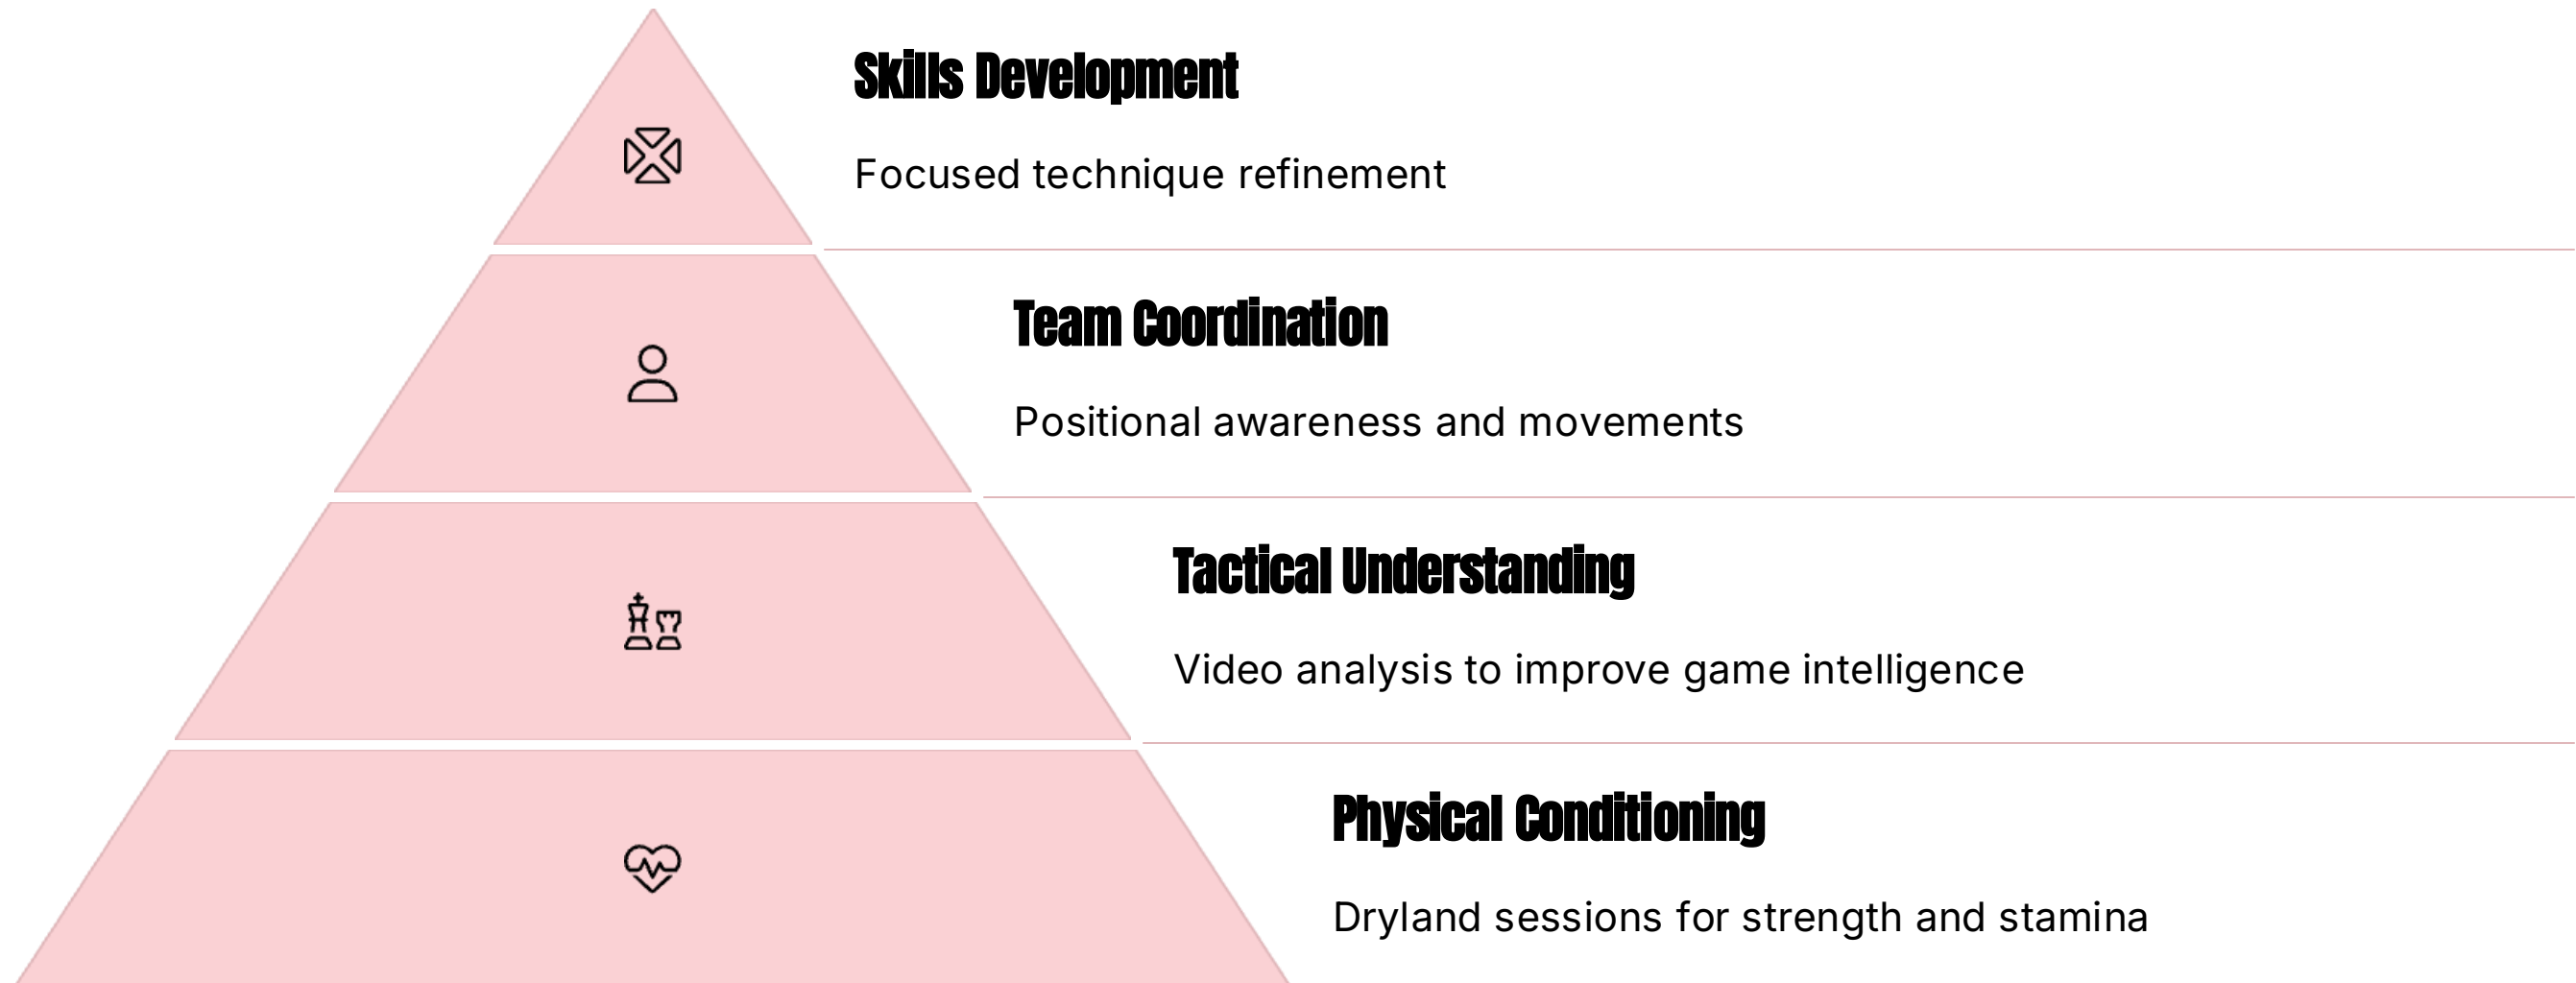 Skills Development
Focused technique refinement
Team Coordination
Positional awareness and movements
Tactical Understanding
Video analysis to improve game intelligence
Physical Conditioning
Dryland sessions for strength and stamina